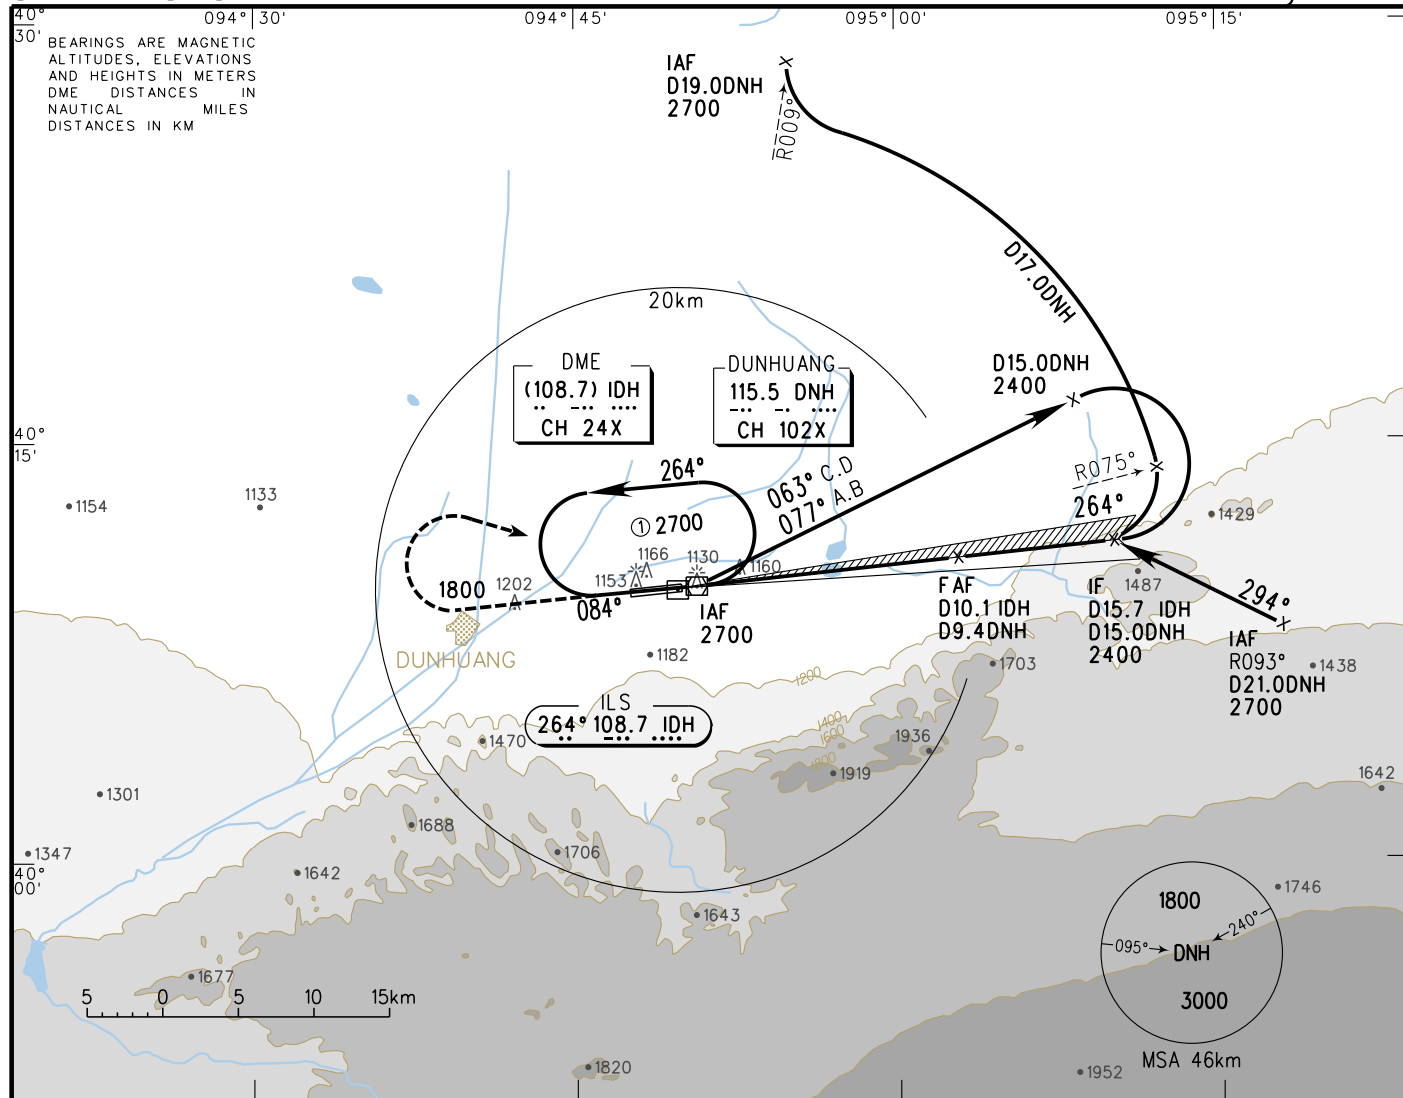 094° 30'
094° 45'
095° 00'
095° 15'
40°
30'
BEARINGS ARE MAGNETIC
ALTITUDES, ELEVATIONS
AND HEIGHTS IN METERS
DME DISTANCES IN
NAUTICAL MILES
DISTANCES IN KM
IAF
D19.0DNH
2700
R009°
D17.0DNH
20km
DME
(108.7) IDH
·· -·· ····
CH 24X
DUNHUANG
115.5 DNH
-·· -· ····
CH 102X
D15.0DNH
2400
40°
15'
264°
063° C.D
077° A.B
R075°
264°
1154
1133
① 2700
1429
1166
1130
1153
1160
1800
1202
084°
IAF
2700
FAF
D10.1 IDH
D9.4DNH
1487
IF
D15.7 IDH
D15.0DNH
2400
294°
IAF
R093°
D21.0DNH
2700
DUNHUANG
1182
1703
1438
1200
ILS
264° 108.7 IDH
·· -·· ····
1400
1600
1800
1470
1936
1919
1642
1301
1688
1347
40°
00'
1706
1642
1746
1643
1800
240°
095°
DNH
3000
MSA 46km
1677
5 0 5 10 15km
1820
1952